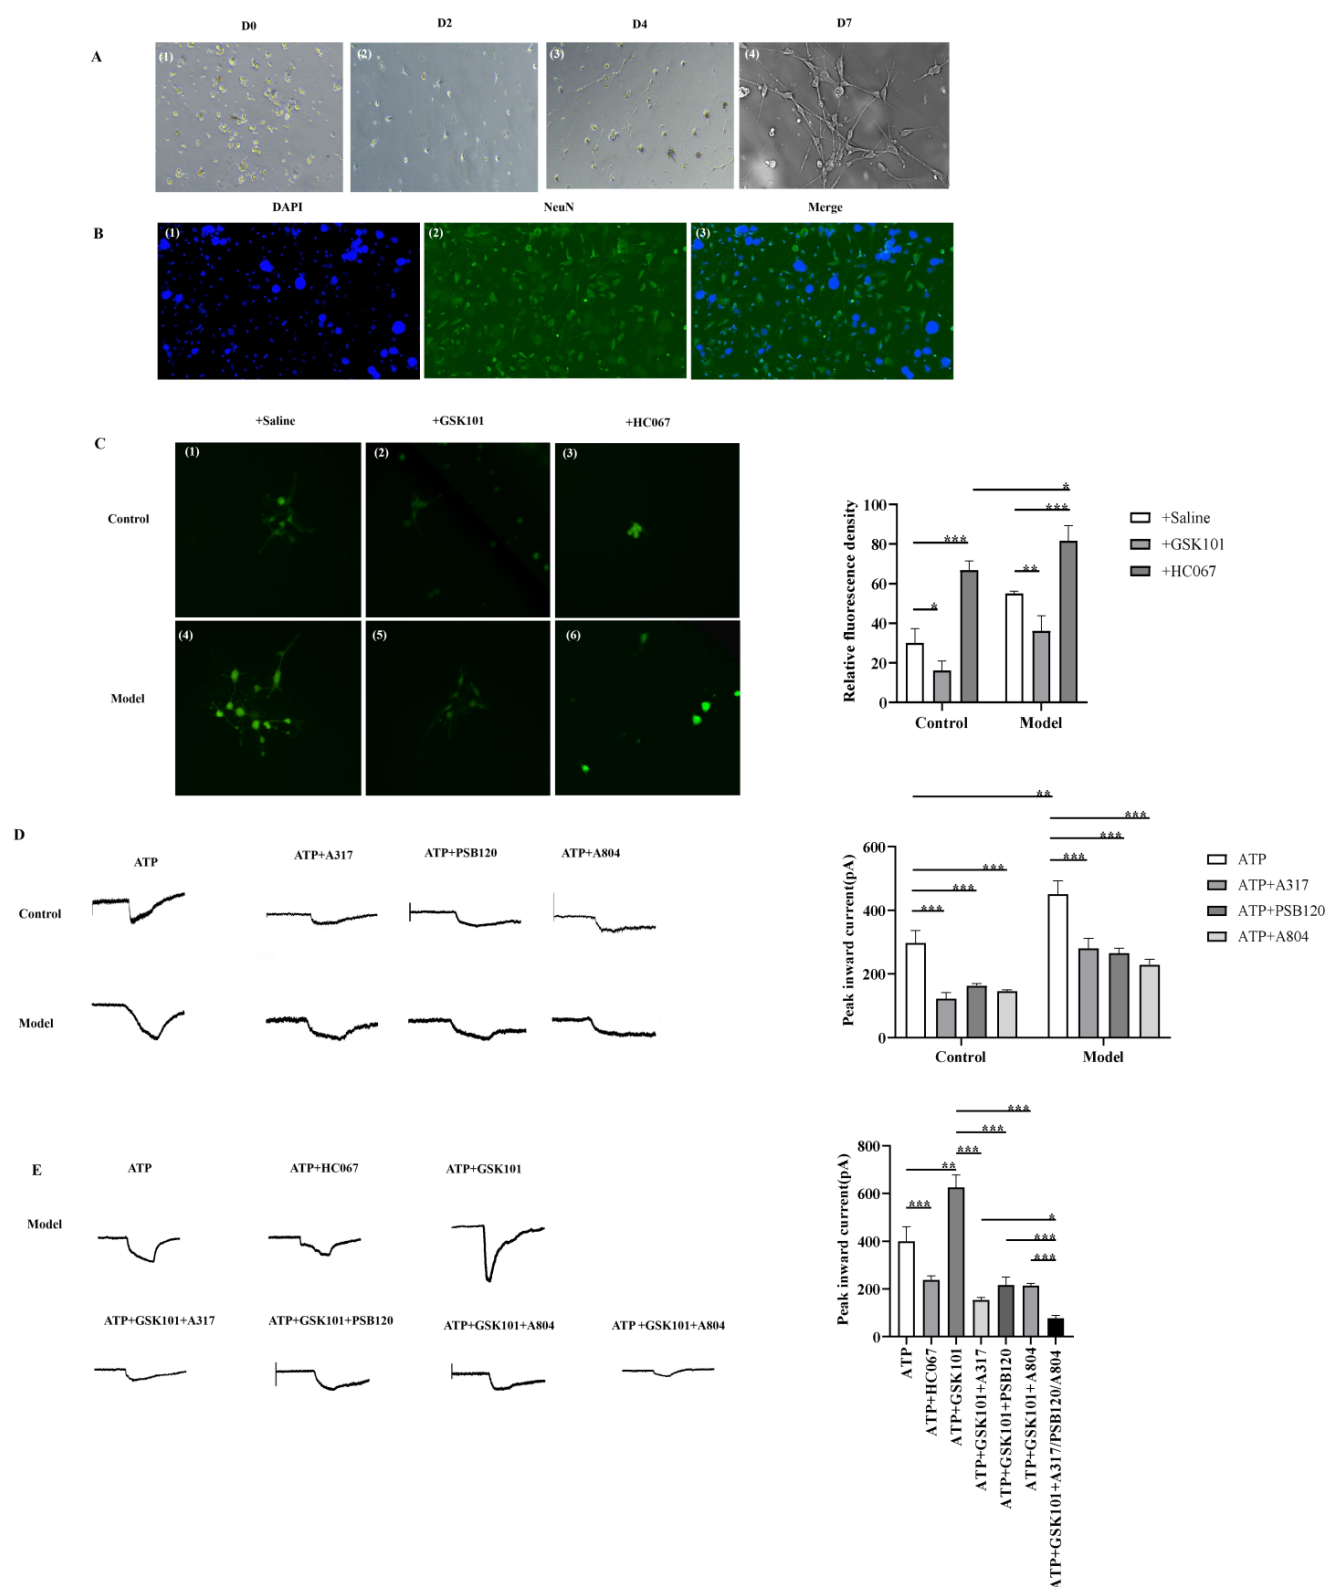 D0 D2 D4 D7
A
(1) (2) (3) (4)
DAPI NeuN Merge
B
(1) (2) (3)
+Saline +GSK101 +HC067
C
(1) (2) (3)
Control
(4) (5) (6)
Model
Relative fluorescence density
100
80
60
40
20
0
Control Model
* *** * ** *** *
+Saline
+GSK101
+HC067
D
ATP ATP+A317 ATP+PSB120 ATP+A804
Control
Model
Peak inward current(pA)
600
400
200
0
Control Model
** *** *** *** *** *** ***
ATP
ATP+A317
ATP+PSB120
ATP+A804
E
ATP ATP+HC067 ATP+GSK101
Model
ATP+GSK101+A317 ATP+GSK101+PSB120 ATP+GSK101+A804 ATP+GSK101+A804
Peak inward current(pA)
800
600
400
200
0
*** *** *** ** *** * *** ***
ATP
ATP+HC067
ATP+GSK101
ATP+GSK101+A317
ATP+GSK101+PSB120
ATP+GSK101+A804
ATP+GSK101+A317/PSB120/A804